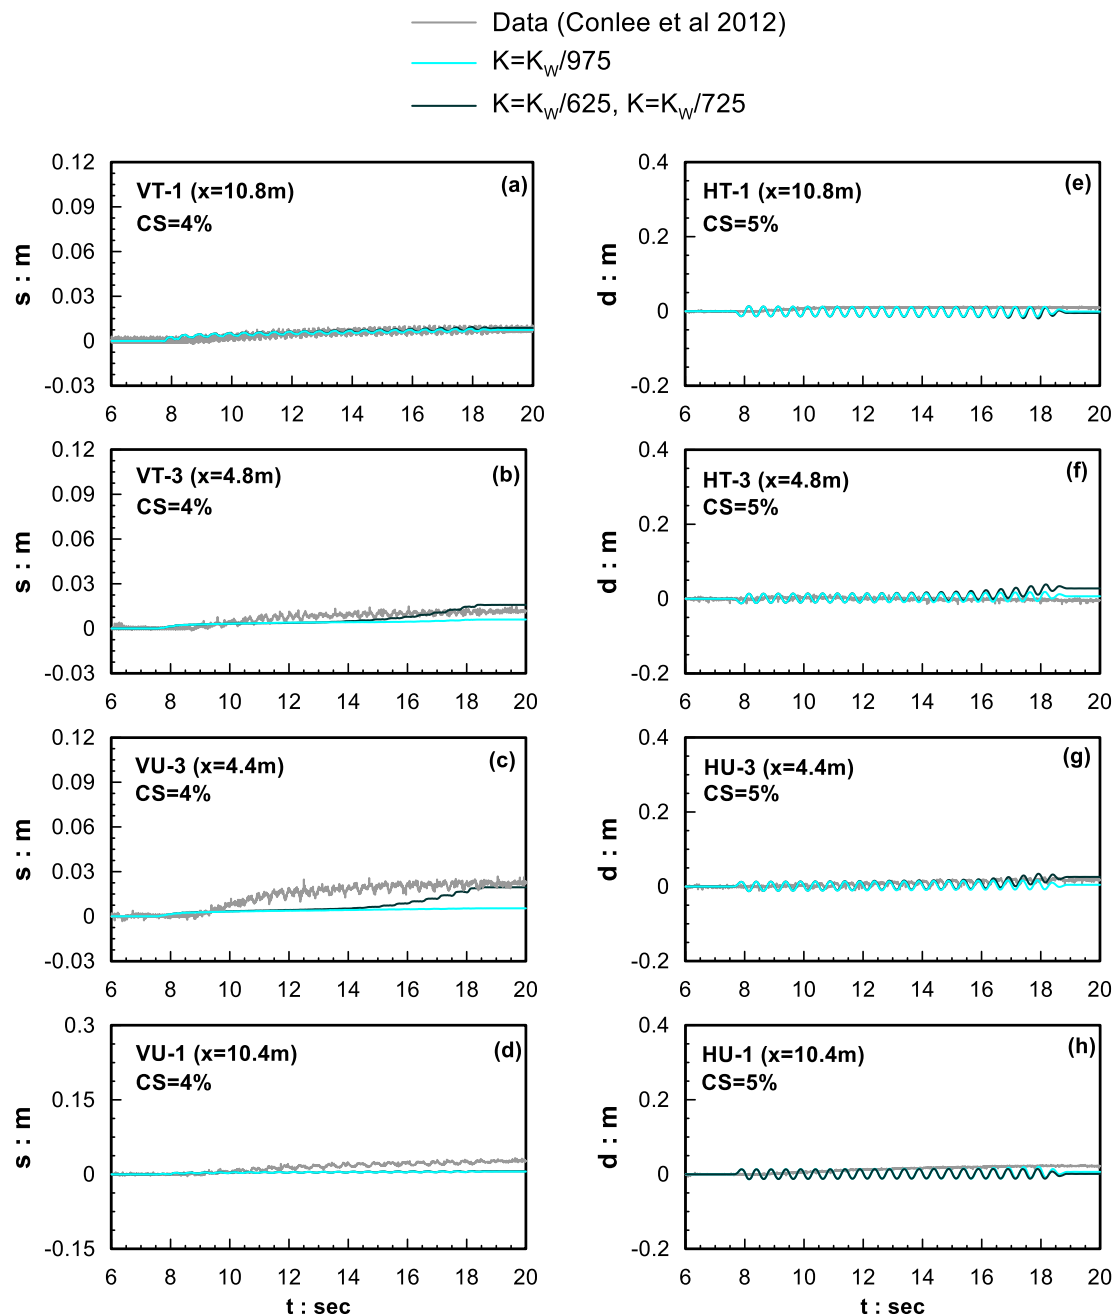 Data (Conlee et al 2012)
K=KW/975
K=KW/625, K=KW/725
0.12
0.09
0.06
0.03
0
-0.03
s : m
VT-1 (x=10.8m)
CS=4%
(a)
6 8 10 12 14 16 18 20
0.4
0.2
0
-0.2
d : m
HT-1 (x=10.8m)
CS=5%
(e)
6 8 10 12 14 16 18 20
0.12
0.09
0.06
0.03
0
-0.03
s : m
VT-3 (x=4.8m)
CS=4%
(b)
6 8 10 12 14 16 18 20
0.4
0.2
0
-0.2
d : m
HT-3 (x=4.8m)
CS=5%
(f)
6 8 10 12 14 16 18 20
0.12
0.09
0.06
0.03
0
-0.03
s : m
VU-3 (x=4.4m)
CS=4%
(c)
6 8 10 12 14 16 18 20
0.4
0.2
0
-0.2
d : m
HU-3 (x=4.4m)
CS=5%
(g)
6 8 10 12 14 16 18 20
0.3
0.15
0
-0.15
s : m
VU-1 (x=10.4m)
CS=4%
(d)
6 8 10 12 14 16 18 20
t : sec
0.4
0.2
0
-0.2
d : m
HU-1 (x=10.4m)
CS=5%
(h)
6 8 10 12 14 16 18 20
t : sec